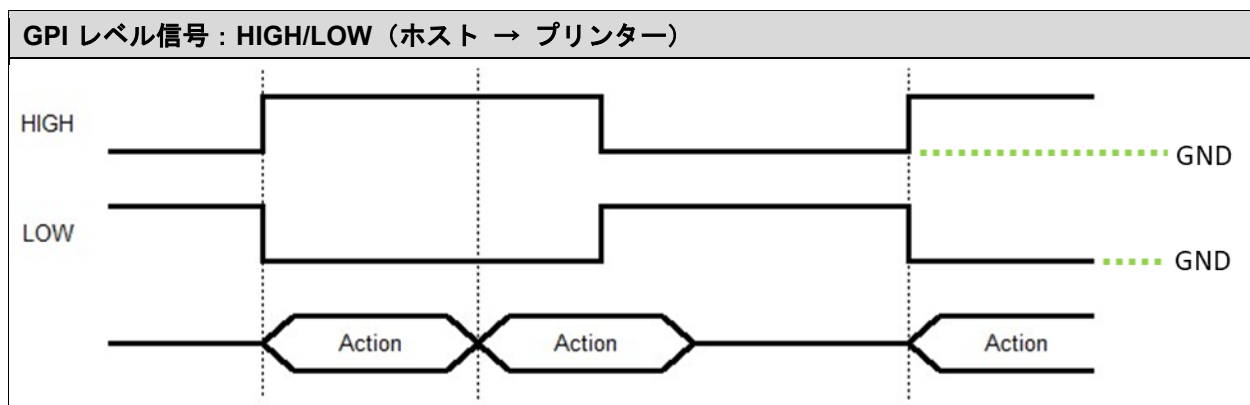 GPI レベル信号：HIGH/LOW（ホスト → プリンター）
HIGH
GND
LOW
GND
Action Action Action